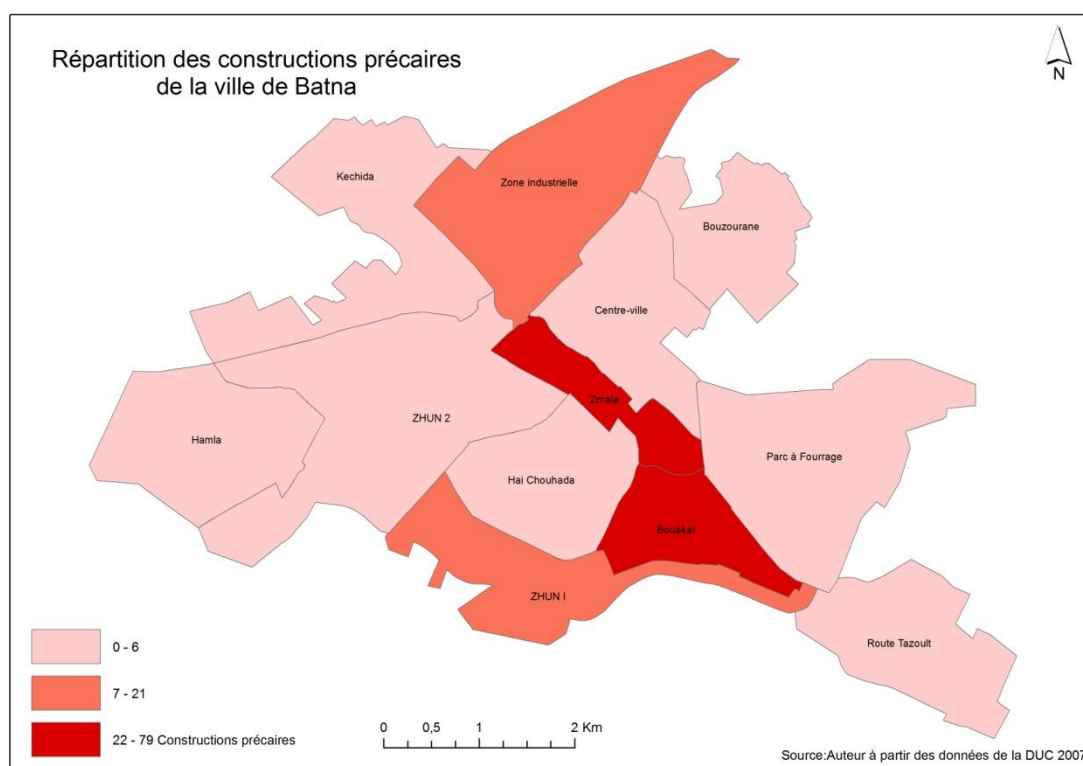 Répartition des constructions précaires
de la ville de Batna
N
Kechida
Zone industrielle
Bouzourane
Centre-ville
Zmala
ZHUN 2
Hamla
Parc à Fourrage
Hai Chouhada
Bouakal
ZHUN I
Route Tazoult
0 - 6
7 - 21
22 - 79 Constructions précaires
0 0,5 1 2 Km
Source:Auteur à partir des données de la DUC 2007